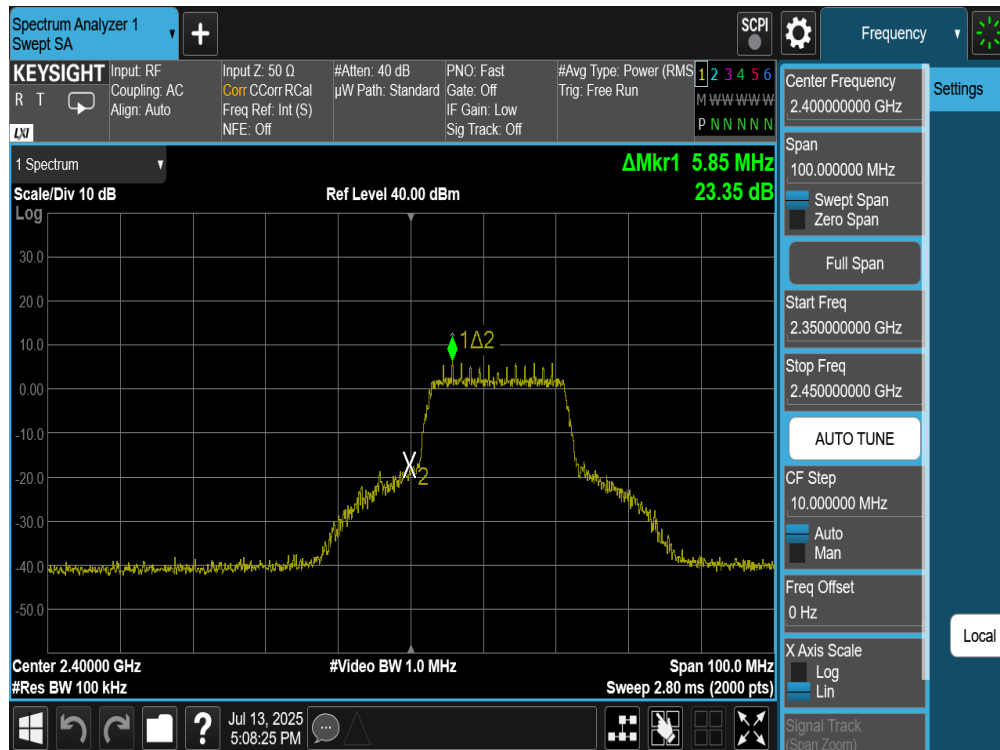 Spectrum Analyzer 1
Swept SA
+
SCPI
Frequency
KEYSIGHT
R T
LXI
Input: RF
Coupling: AC
Align: Auto
Input Z: 50 Ω
Corr CCorr RCal
Freq Ref: Int (S)
NFE: Off
#Atten: 40 dB
µW Path: Standard
PNO: Fast
Gate: Off
IF Gain: Low
Sig Track: Off
#Avg Type: Power (RMS
Trig: Free Run
1 2 3 4 5 6
M W W W W W
P N N N N N
1 Spectrum
ΔMkr1 5.85 MHz
23.35 dB
Scale/Div 10 dB
Ref Level 40.00 dBm
Log
30.0
20.0
10.0
0.00
-10.0
-20.0
-30.0
-40.0
-50.0
1Δ2
X2
Center 2.40000 GHz
#Video BW 1.0 MHz
Span 100.0 MHz
#Res BW 100 kHz
Sweep 2.80 ms (2000 pts)
Center Frequency
2.400000000 GHz
Span
100.000000 MHz
Swept Span
Zero Span
Full Span
Start Freq
2.350000000 GHz
Stop Freq
2.450000000 GHz
AUTO TUNE
CF Step
10.000000 MHz
Auto
Man
Freq Offset
0 Hz
X Axis Scale
Log
Lin
Signal Track
(Span Zoom)
Settings
Local
?
Jul 13, 2025
5:08:25 PM